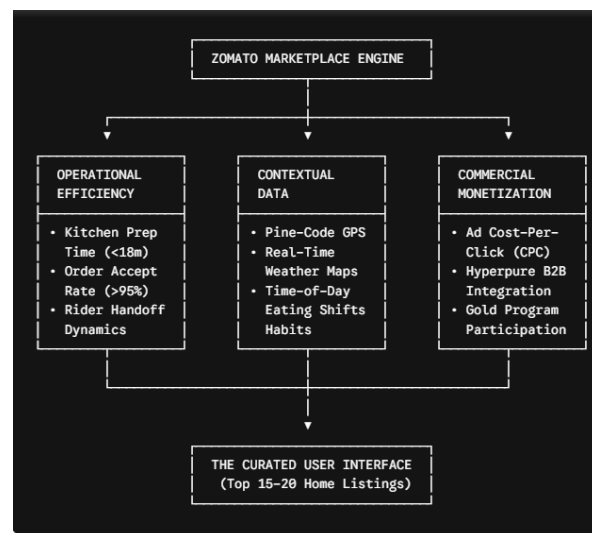 ZOMATO MARKETPLACE ENGINE
OPERATIONAL
EFFICIENCY
• Kitchen Prep
Time (<18m)
• Order Accept
Rate (>95%)
• Rider Handoff
Dynamics
CONTEXTUAL
DATA
• Pine-Code GPS
• Real-Time
Weather Maps
• Time-of-Day
Eating Shifts
Habits
COMMERCIAL
MONETIZATION
• Ad Cost-Per-
Click (CPC)
• Hyperpure B2B
Integration
• Gold Program
Participation
THE CURATED USER INTERFACE
(Top 15-20 Home Listings)